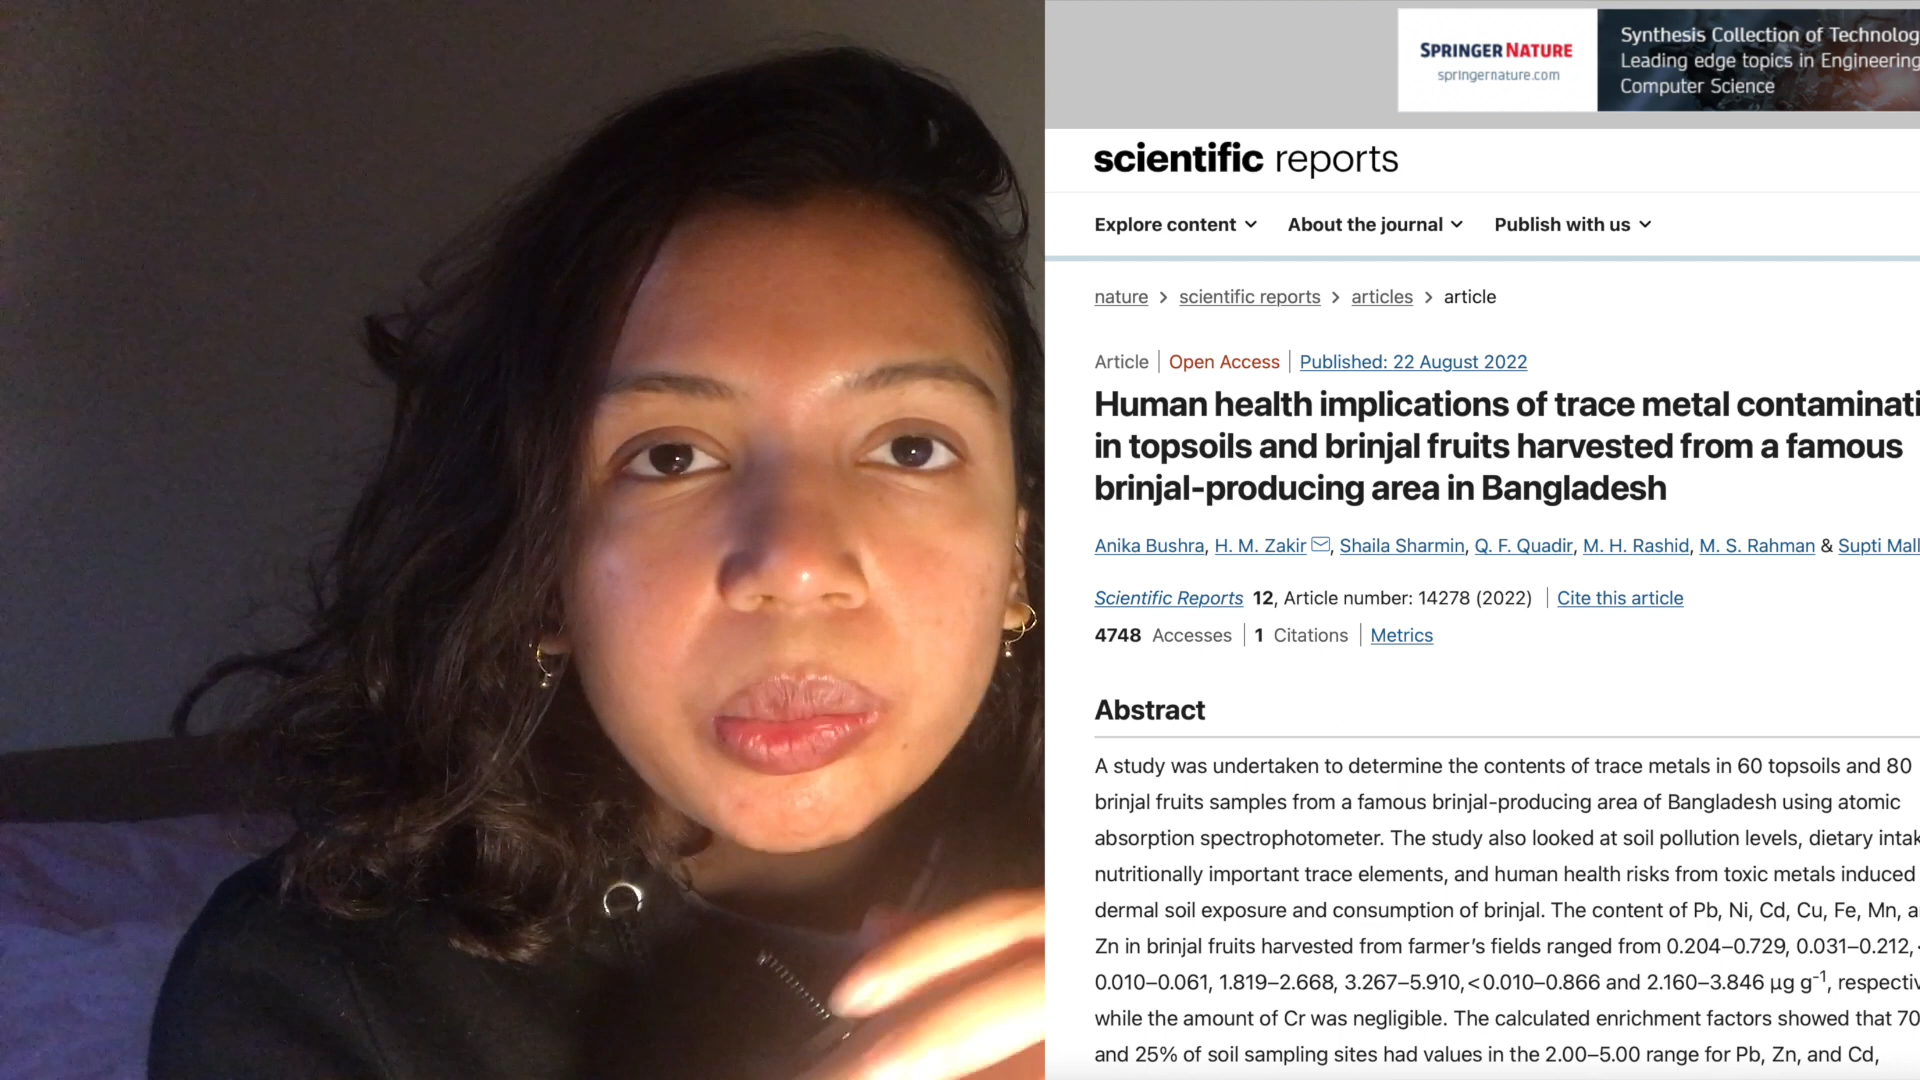 SPRINGER NATURE
springernature.com
Synthesis Collection of Technolog
Leading edge topics in Engineering
Computer Science
scientific reports
Explore content
About the journal
Publish with us
nature > scientific reports > articles > article
Article | Open Access | Published: 22 August 2022
Human health implications of trace metal contaminati
in topsoils and brinjal fruits harvested from a famous
brinjal-producing area in Bangladesh
Anika Bushra, H. M. Zakir, Shaila Sharmin, Q. F. Quadir, M. H. Rashid, M. S. Rahman & Supti Mall
Scientific Reports 12, Article number: 14278 (2022) | Cite this article
4748 Accesses | 1 Citations | Metrics
Abstract
A study was undertaken to determine the contents of trace metals in 60 topsoils and 80
brinjal fruits samples from a famous brinjal-producing area of Bangladesh using atomic
absorption spectrophotometer. The study also looked at soil pollution levels, dietary intak
nutritionally important trace elements, and human health risks from toxic metals induced
dermal soil exposure and consumption of brinjal. The content of Pb, Ni, Cd, Cu, Fe, Mn, a
Zn in brinjal fruits harvested from farmer’s fields ranged from 0.204–0.729, 0.031–0.212,
0.010–0.061, 1.819–2.668, 3.267–5.910,<0.010–0.866 and 2.160–3.846 μg g⁻¹, respectiv
while the amount of Cr was negligible. The calculated enrichment factors showed that 70
and 25% of soil sampling sites had values in the 2.00–5.00 range for Pb, Zn, and Cd,